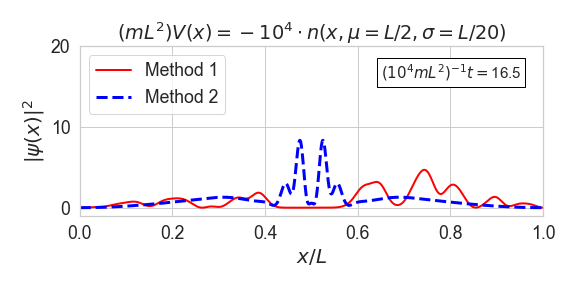 (mL²)V(x) = −10⁴ · n(x, μ = L/2, σ = L/20)
20
10
0
|ψ(x)|²
Method 1
Method 2
(10⁴mL²)⁻¹t = 16.5
0.0 0.2 0.4 0.6 0.8 1.0
x/L